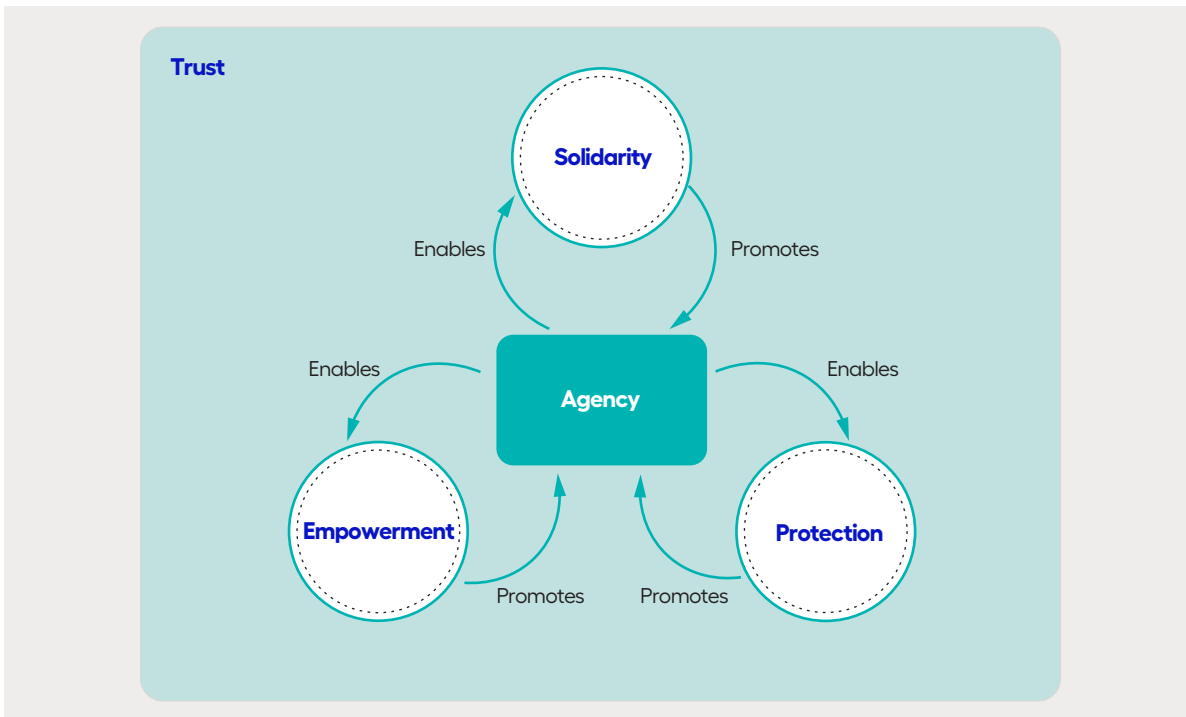 Trust
Solidarity
Enables
Promotes
Enables
Agency
Enables
Empowerment
Protection
Promotes
Promotes